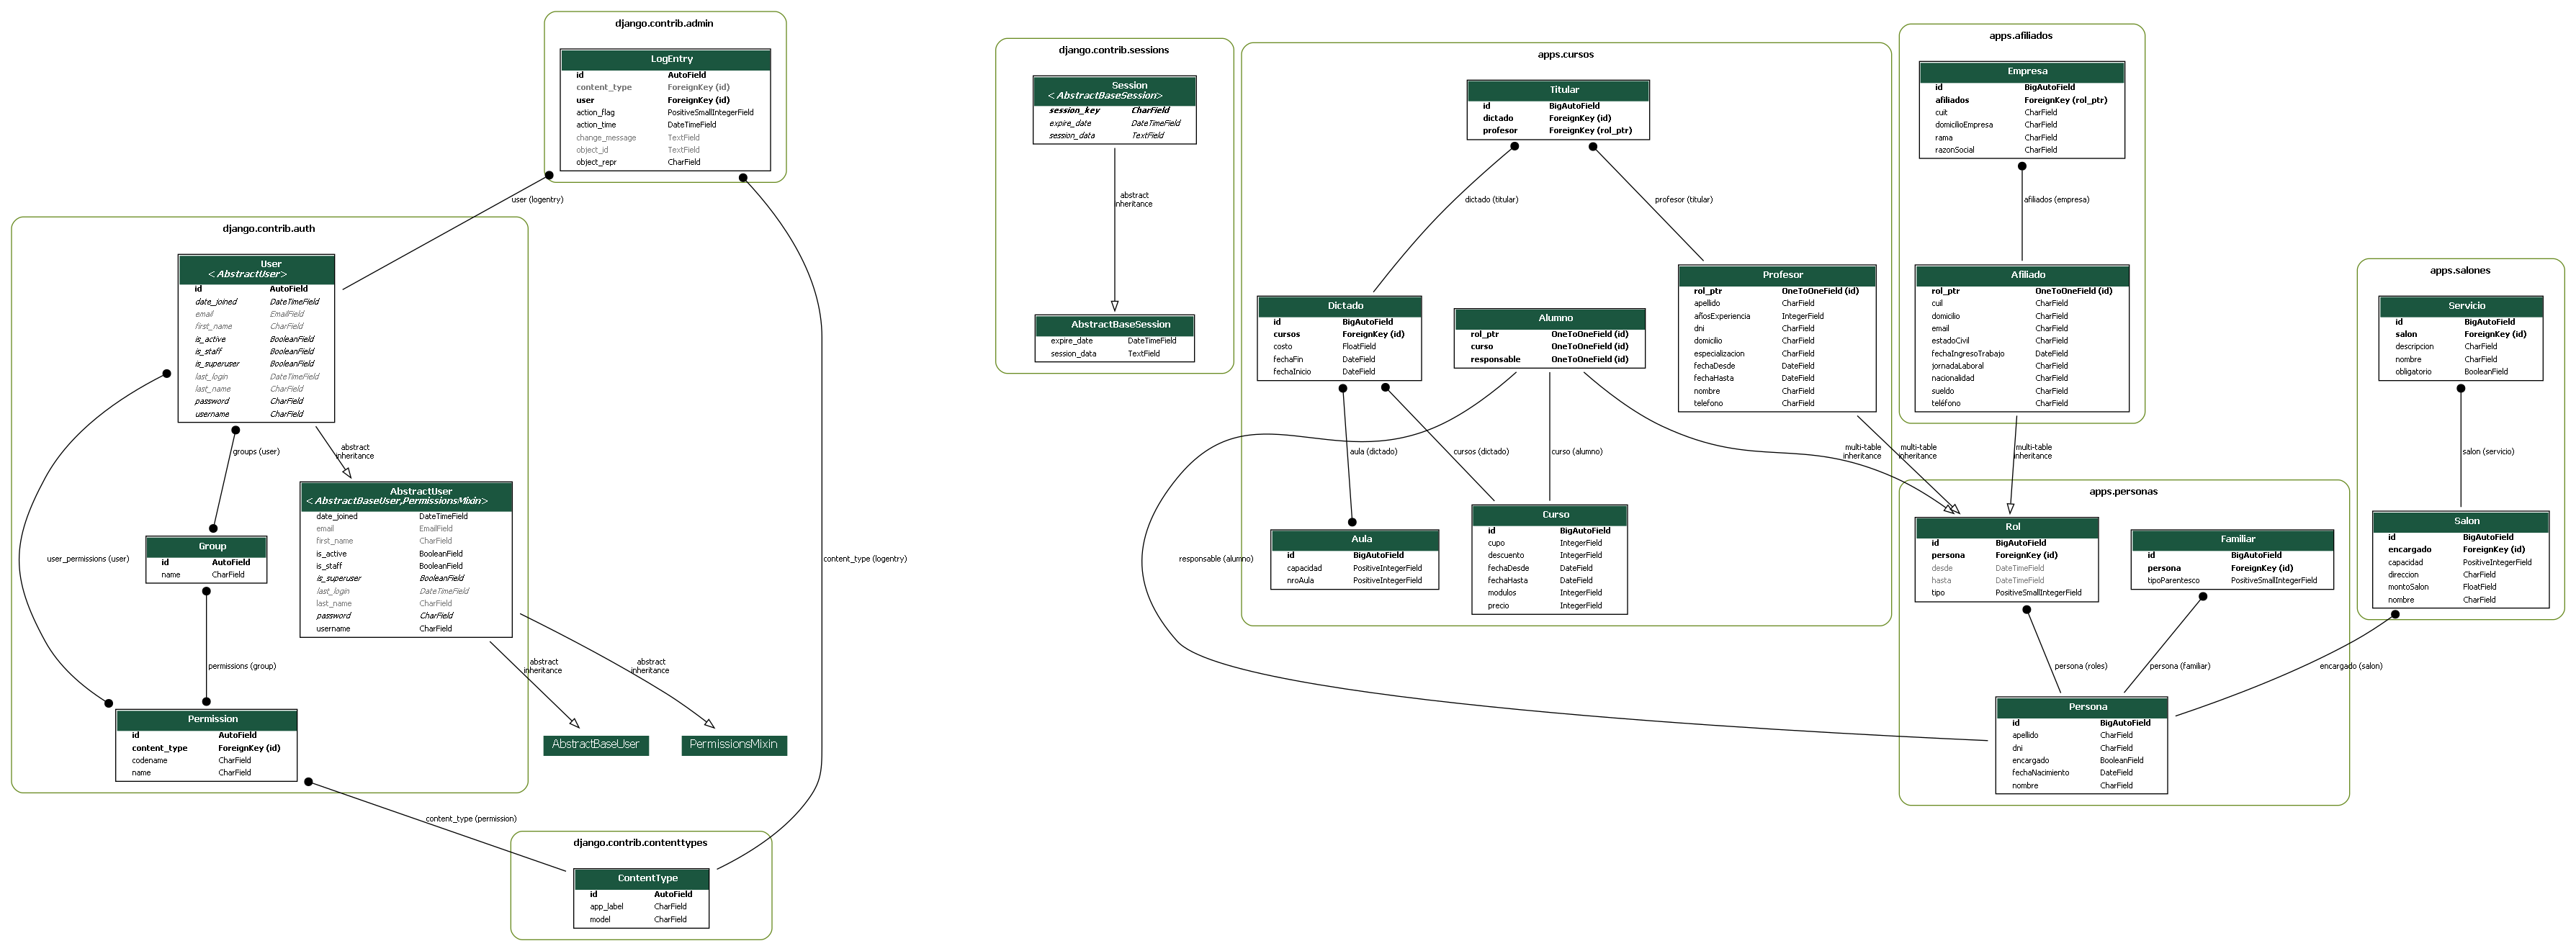 django.contrib.admin
LogEntry
id AutoField
content_type ForeignKey (id)
user ForeignKey (id)
action_flag PositiveSmallIntegerField
action_time DateTimeField
change_message TextField
object_id TextField
object_repr CharField
user (logentry)
content_type (logentry)
django.contrib.auth
User
<AbstractUser>
id AutoField
date_joined DateTimeField
email EmailField
first_name CharField
is_active BooleanField
is_staff BooleanField
is_superuser BooleanField
last_login DateTimeField
last_name CharField
password CharField
username CharField
groups (user)
abstract
inheritance
user_permissions (user)
AbstractUser
<AbstractBaseUser,PermissionsMixin>
date_joined DateTimeField
email EmailField
first_name CharField
is_active BooleanField
is_staff BooleanField
is_superuser BooleanField
last_login DateTimeField
last_name CharField
password CharField
username CharField
Group
id AutoField
name CharField
permissions (group)
abstract
inheritance
abstract
inheritance
Permission
id AutoField
content_type ForeignKey (id)
codename CharField
name CharField
AbstractBaseUser
PermissionsMixin
content_type (permission)
django.contrib.contenttypes
ContentType
id AutoField
app_label CharField
model CharField
django.contrib.sessions
Session
<AbstractBaseSession>
session_key CharField
expire_date DateTimeField
session_data TextField
abstract
inheritance
AbstractBaseSession
expire_date DateTimeField
session_data TextField
apps.cursos
Titular
id BigAutoField
dictado ForeignKey (id)
profesor ForeignKey (rol_ptr)
dictado (titular)
profesor (titular)
Dictado
id BigAutoField
cursos ForeignKey (id)
costo FloatField
fechaFin DateField
fechaInicio DateField
Alumno
rol_ptr OneToOneField (id)
curso OneToOneField (id)
responsable OneToOneField (id)
Profesor
rol_ptr OneToOneField (id)
apellido CharField
añosExperiencia IntegerField
dni CharField
domicilio CharField
especializacion CharField
fechaDesde DateField
fechaHasta DateField
nombre CharField
telefono CharField
aula (dictado)
cursos (dictado)
curso (alumno)
multi-table
inheritance
multi-table
inheritance
responsable (alumno)
Aula
id BigAutoField
capacidad PositiveIntegerField
nroAula PositiveIntegerField
Curso
id BigAutoField
cupo IntegerField
descuento IntegerField
fechaDesde DateField
fechaHasta DateField
modulos IntegerField
precio IntegerField
apps.afiliados
Empresa
id BigAutoField
afiliados ForeignKey (rol_ptr)
cuit CharField
domicilioEmpresa CharField
rama CharField
razonSocial CharField
afiliados (empresa)
Afiliado
rol_ptr OneToOneField (id)
cuil CharField
domicilio CharField
email CharField
estadoCivil CharField
fechaIngresoTrabajo DateField
jornadaLaboral CharField
nacionalidad CharField
sueldo CharField
teléfono CharField
multi-table
inheritance
apps.personas
Rol
id BigAutoField
persona ForeignKey (id)
desde DateTimeField
hasta DateTimeField
tipo PositiveSmallIntegerField
Familiar
id BigAutoField
persona ForeignKey (id)
tipoParentesco PositiveSmallIntegerField
persona (roles)
persona (familiar)
encargado (salon)
Persona
id BigAutoField
apellido CharField
dni CharField
encargado BooleanField
fechaNacimiento DateField
nombre CharField
apps.salones
Servicio
id BigAutoField
salon ForeignKey (id)
descripcion CharField
nombre CharField
obligatorio BooleanField
salon (servicio)
Salon
id BigAutoField
encargado ForeignKey (id)
capacidad PositiveIntegerField
direccion CharField
montoSalon FloatField
nombre CharField